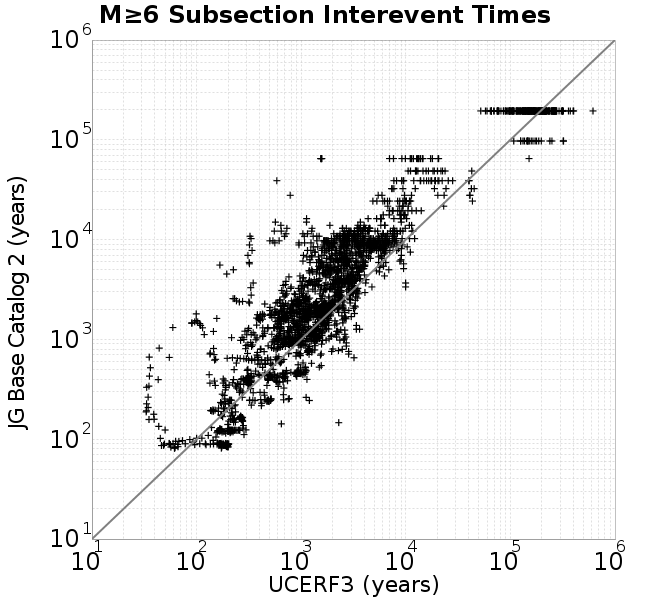 M≥6 Subsection Interevent Times
10^6
10^5
10^4
10^3
10^2
10^1
JG Base Catalog 2 (years)
10^1 10^2 10^3 10^4 10^5 10^6
UCERF3 (years)